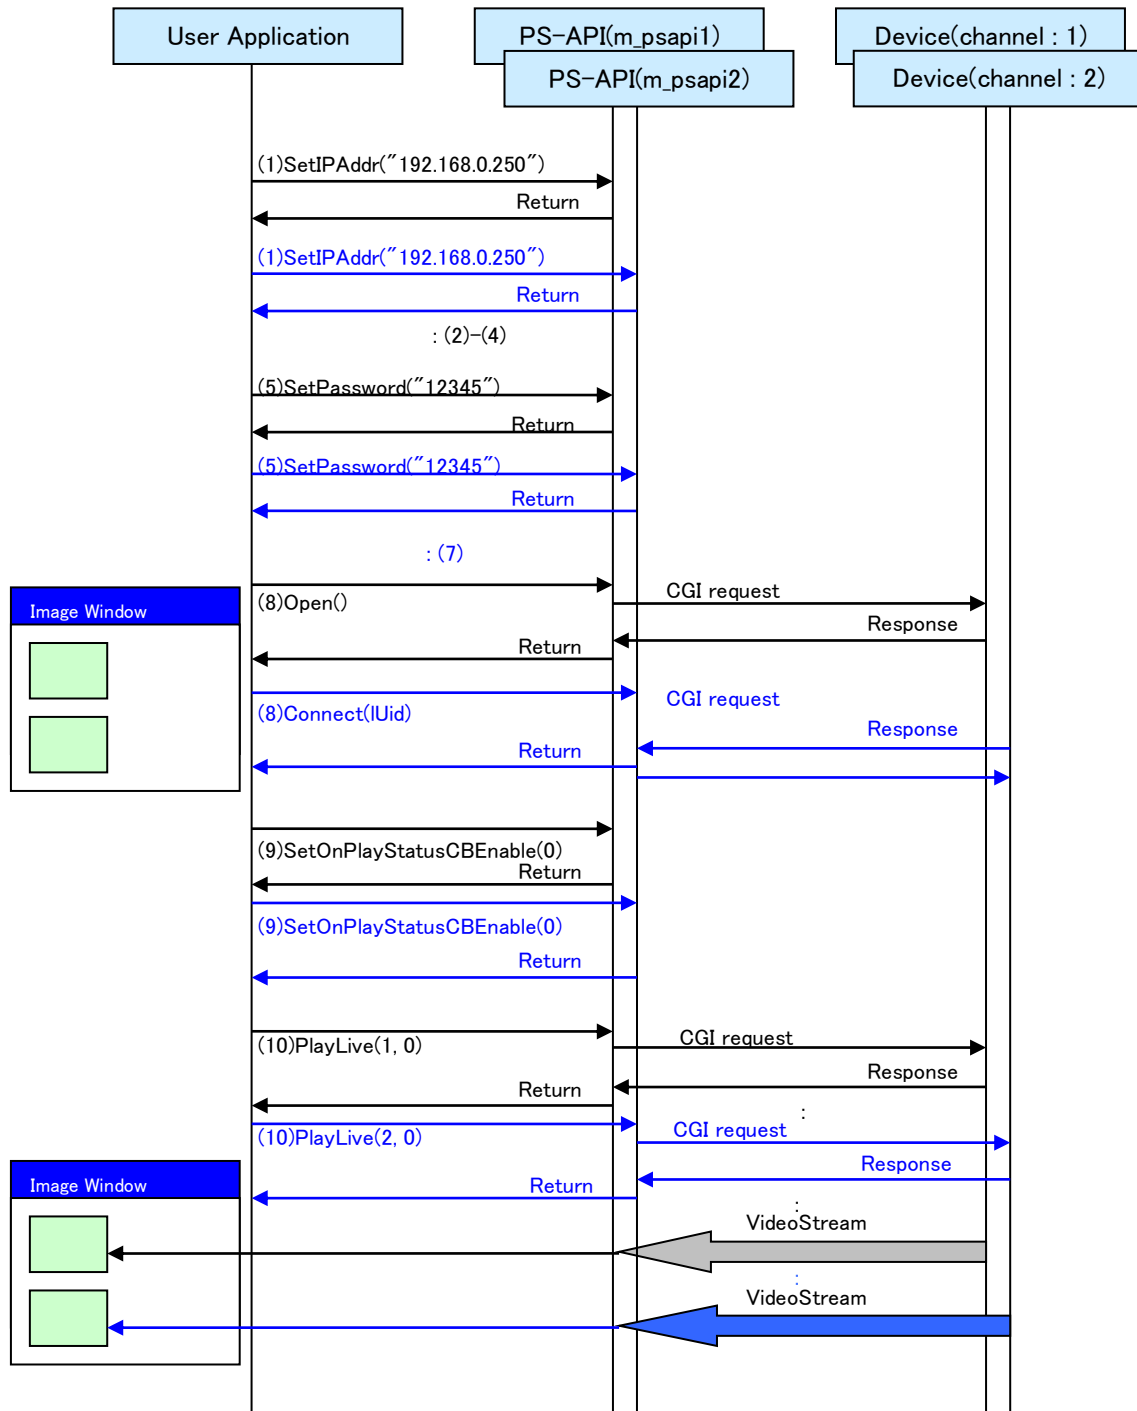 User Application
PS-API(m_psapi1)
Device(channel : 1)
PS-API(m_psapi2)
Device(channel : 2)
(1)SetIPAddr("192.168.0.250")
Return
(1)SetIPAddr("192.168.0.250")
Return
: (2)-(4)
(5)SetPassword("12345")
Return
(5)SetPassword("12345")
Return
: (7)
(8)Open()
CGI request
Image Window
Response
Return
CGI request
(8)Connect(lUid)
Response
Return
(9)SetOnPlayStatusCBEnable(0)
Return
(9)SetOnPlayStatusCBEnable(0)
Return
(10)PlayLive(1, 0)
CGI request
Response
Return
:
(10)PlayLive(2, 0)
CGI request
Response
Image Window
Return
:
VideoStream
:
VideoStream